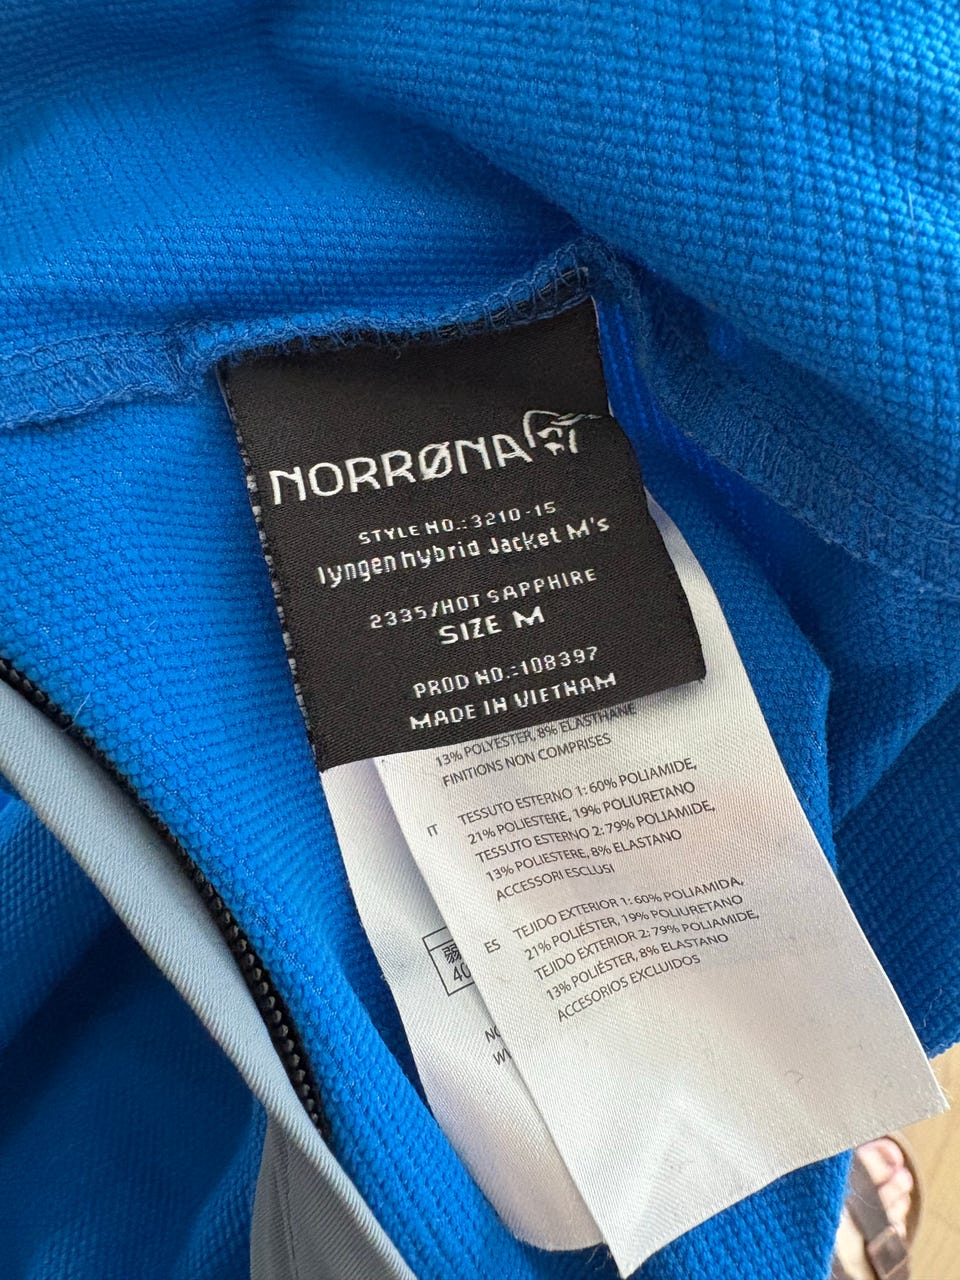 NORRØNA
STYLE NO.: 3210-15
lyngen hybrid Jacket M's
2335/HOT SAPPHIRE
SIZE M
PROD NO.:108397
MADE IN VIETNAM
13% POLYESTER, 8% ELASTHANE
FINITIONS NON COMPRISES
IT TESSUTO ESTERNO 1: 60% POLIAMIDE,
21% POLIESTERE, 19% POLIURETANO
TESSUTO ESTERNO 2: 79% POLIAMIDE,
13% POLIESTERE, 8% ELASTANO
ACCESSORI ESCLUSI
ES TEJIDO EXTERIOR 1: 60% POLIAMIDA,
21% POLIÉSTER, 19% POLIURETANO
TEJIDO EXTERIOR 2: 79% POLIAMIDE,
13% POLIÉSTER, 8% ELASTANO
ACCESORIOS EXCLUIDOS
弱
40